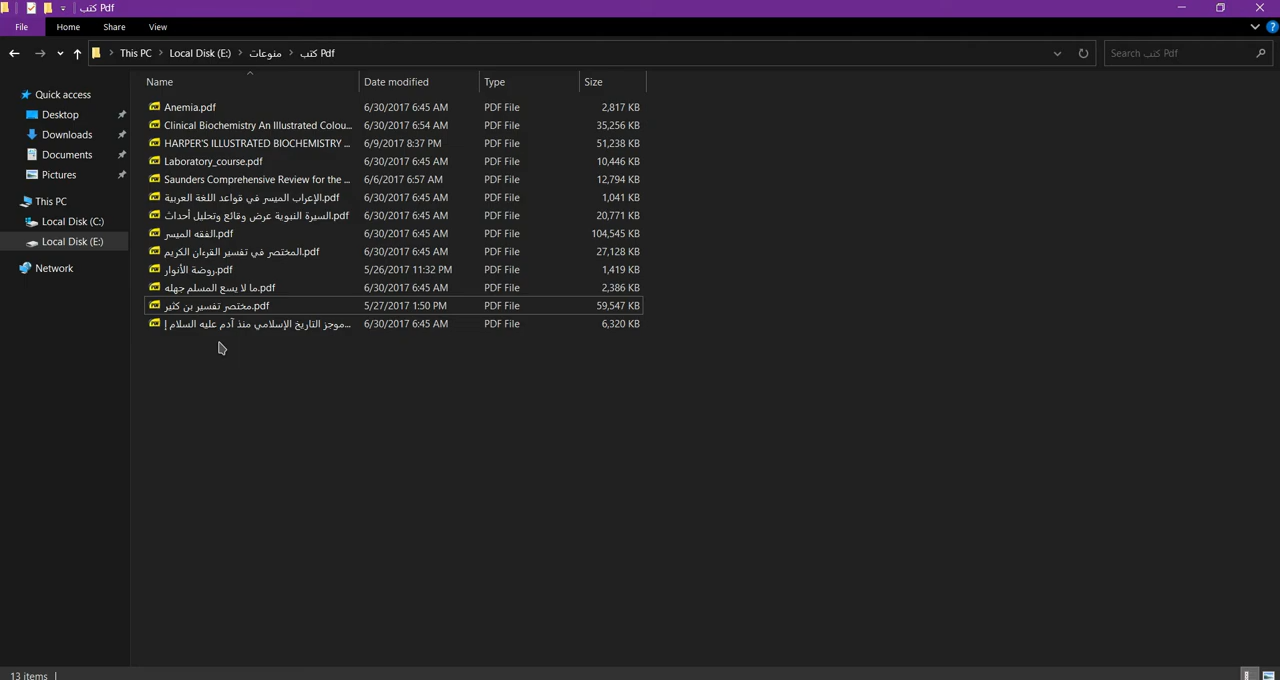 كتب Pdf
File Home Share View
This PC Local Disk (E:) منوعات كتب Pdf Search كتب Pdf
Name Date modified Type Size
Quick access
Desktop
Downloads
Documents
Pictures
This PC
Local Disk (C:)
Local Disk (E:)
Network
Anemia.pdf 6/30/2017 6:45 AM PDF File 2,817 KB
Clinical Biochemistry An Illustrated Colou... 6/30/2017 6:54 AM PDF File 35,256 KB
HARPER'S ILLUSTRATED BIOCHEMISTRY ... 6/9/2017 8:37 PM PDF File 51,238 KB
Laboratory_course.pdf 6/30/2017 6:45 AM PDF File 10,446 KB
Saunders Comprehensive Review for the ... 6/6/2017 6:57 AM PDF File 12,794 KB
الإعراب الميسر في قواعد اللغة العربية.pdf 6/30/2017 6:45 AM PDF File 1,041 KB
السيرة النبوية عرض وقائع وتحليل أحداث.pdf 6/30/2017 6:45 AM PDF File 20,771 KB
الفقه الميسر.pdf 6/30/2017 6:45 AM PDF File 104,545 KB
المختصر في تفسير القرءان الكريم.pdf 6/30/2017 6:45 AM PDF File 27,128 KB
روضة الأنوار.pdf 5/26/2017 11:32 PM PDF File 1,419 KB
ما لا يسع المسلم جهله.pdf 6/30/2017 6:45 AM PDF File 2,386 KB
مختصر تفسير بن كثير.pdf 5/27/2017 1:50 PM PDF File 59,547 KB
موجز التاريخ الإسلامي منذ آدم عليه السلام إ... 6/30/2017 6:45 AM PDF File 6,320 KB
13 items